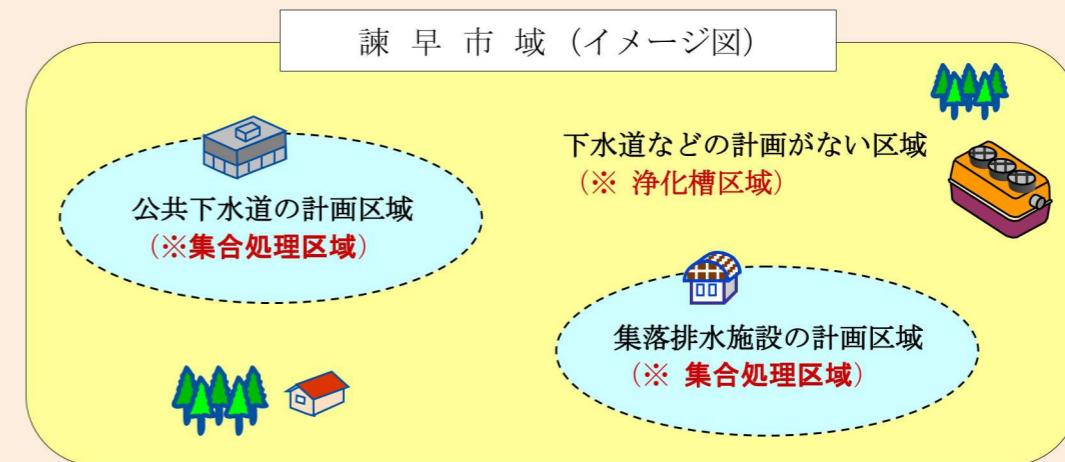 諫 早 市 域 (イメージ図)
下水道などの計画がない区域
(※ 浄化槽区域)
公共下水道の計画区域
(※集合処理区域)
集落排水施設の計画区域
(※ 集合処理区域)